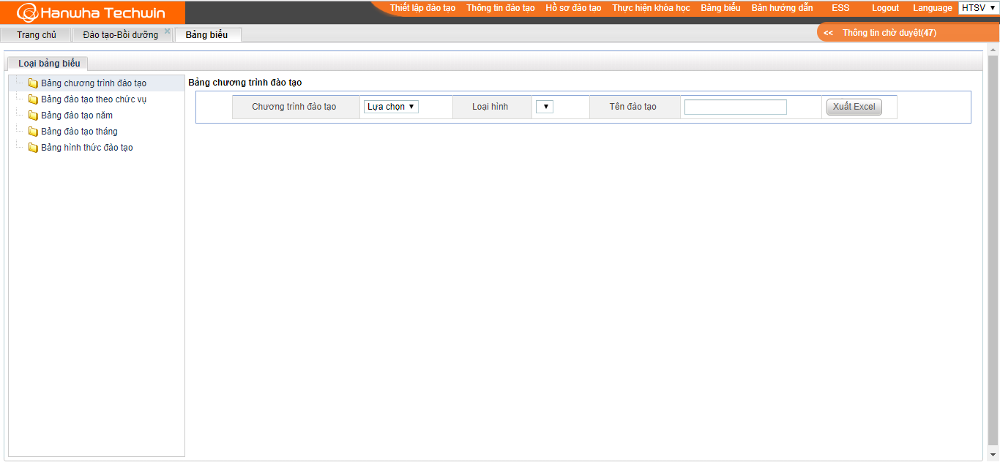 Hanwha Techwin
Thiết lập đào tạo Thông tin đào tạo Hồ sơ đào tạo Thực hiện khóa học Bảng biểu Bản hướng dẫn ESS Logout Language HTSV
Trang chủ Đào tạo-Bồi dưỡng Bảng biểu << Thông tin chờ duyệt(47)
Loại bảng biểu
Bảng chương trình đào tạo
Bảng đào tạo theo chức vụ
Bảng đào tạo năm
Bảng đào tạo tháng
Bảng hình thức đào tạo
Bảng chương trình đào tạo
Chương trình đào tạo Lựa chọn Loại hình Tên đào tạo Xuất Excel